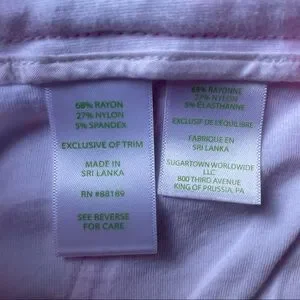 68% RAYON
27% NYLON
5% SPANDEX
EXCLUSIVE OF TRIM
MADE IN
SRI LANKA
RN #88189
SEE REVERSE
FOR CARE
68% RAYONNE
27% NYLON
5% ELASTHANNE
EXCLUSIF DE L'EQUILIBRE
FABRIQUE EN
SRI LANKA
SUGARTOWN WORLDWIDE
LLC
800 THIRD AVENUE
KING OF PRUSSIA, PA